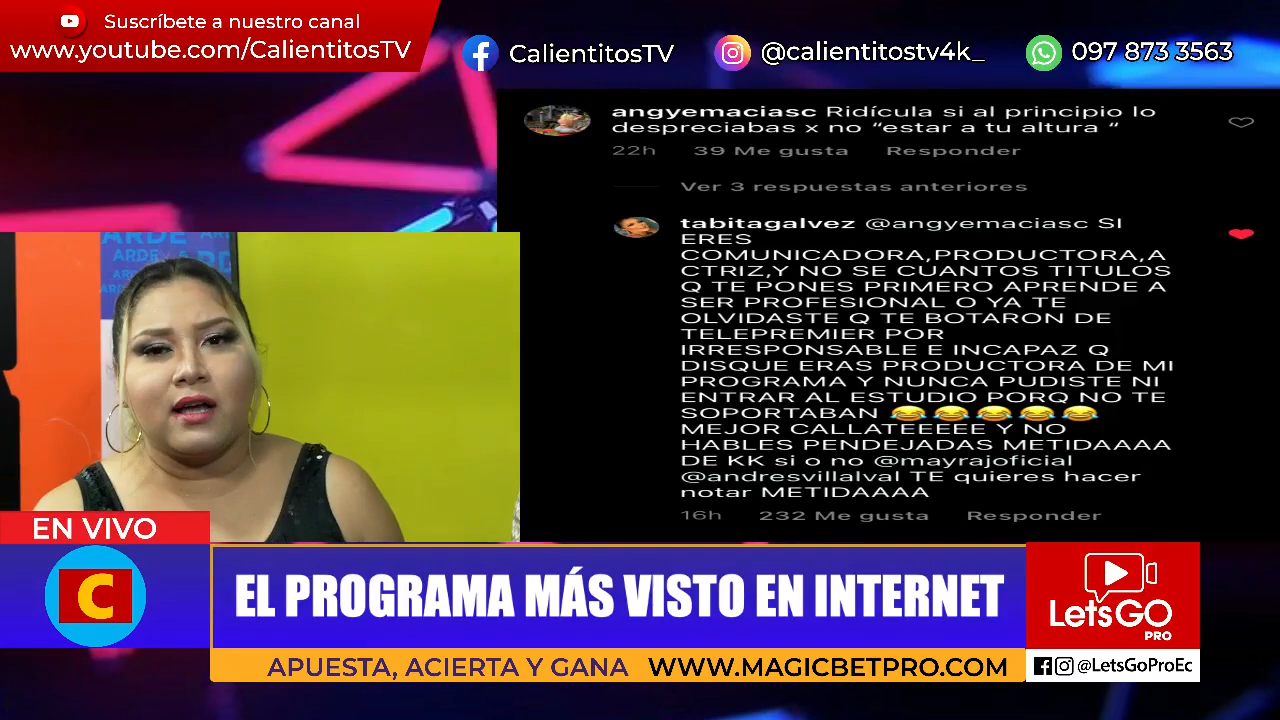 Suscríbete a nuestro canal
www.youtube.com/CalientitosTV
CalientitosTV
@calientitostv4k_
097 873 3563
angyemaciasc Ridícula si al principio lo
despreciabas x no “estar a tu altura “
22h 39 Me gusta Responder
Ver 3 respuestas anteriores
tabitagalvez @angyemaciasc SI
ERES
COMUNICADORA,PRODUCTORA,A
CTRIZ,Y NO SE CUANTOS TITULOS
Q TE PONES PRIMERO APRENDE A
SER PROFESIONAL O YA TE
OLVIDASTE Q TE BOTARON DE
TELEPREMIER POR
IRRESPONSABLE E INCAPAZ Q
DISQUE ERAS PRODUCTORA DE MI
PROGRAMA Y NUNCA PUDISTE NI
ENTRAR AL ESTUDIO PORQ NO TE
SOPORTABAN 😂😂😂😂😂
MEJOR CALLATEEEEE Y NO
HABLES PENDEJADAS METIDAAAA
DE KK si o no @mayrajoficial
@andresvillalval TE quieres hacer
notar METIDAAAA
16h 232 Me gusta Responder
ARDE
ARDE
EN VIVO
C
EL PROGRAMA MÁS VISTO EN INTERNET
APUESTA, ACIERTA Y GANA WWW.MAGICBETPRO.COM
LetsGO
PRO
@LetsGoProEc